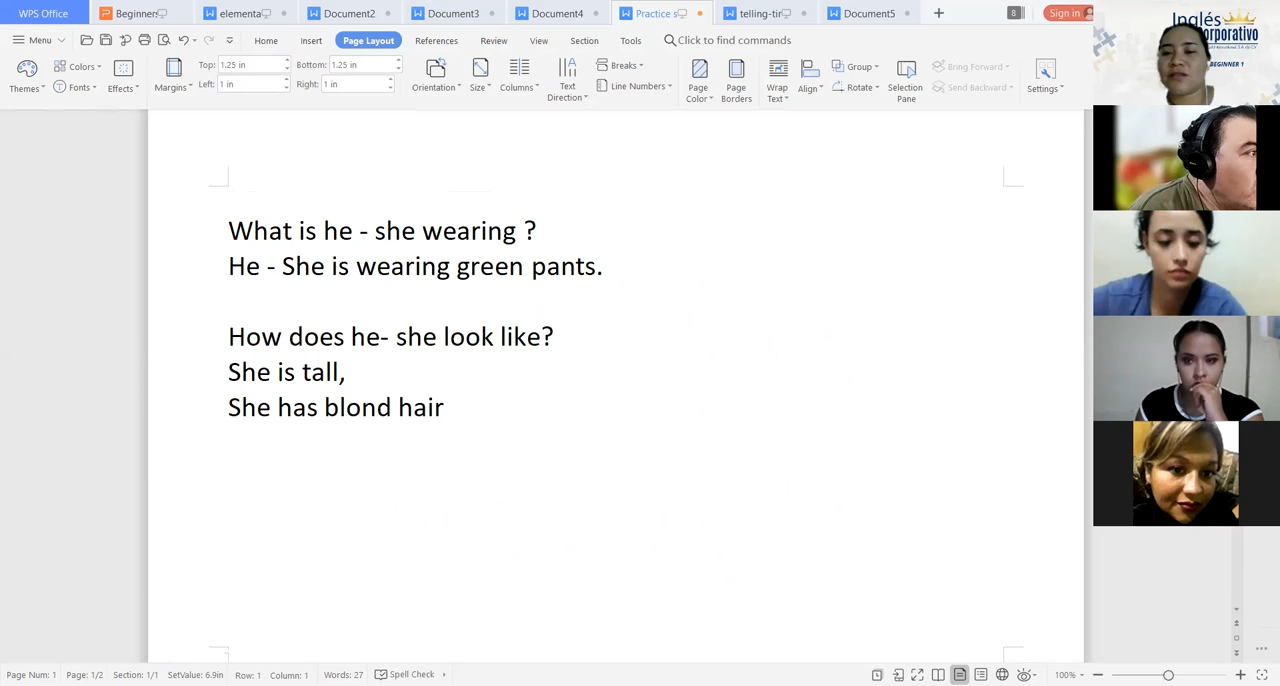 WPS Office Beginner elementa Document2 Document3 Document4 Practice s telling-tir Document5 + 8 Sign in
Menu Home Insert Page Layout References Review View Section Tools Click to find commands
Themes Colors Fonts Effects Margins Top: 1.25 in Bottom: 1.25 in Left: 1 in Right: 1 in Orientation Size Columns Text Direction Breaks Line Numbers Page Color Page Borders Wrap Text Align Group Rotate Selection Pane Bring Forward Send Backward Settings
Inglés
orporativo
BEGINNER 1
What is he - she wearing ?
He - She is wearing green pants.
How does he- she look like?
She is tall,
She has blond hair
Page Num: 1 Page: 1/2 Section: 1/1 SetValue: 6.9in Row: 1 Column: 1 Words: 27 Spell Check 100%